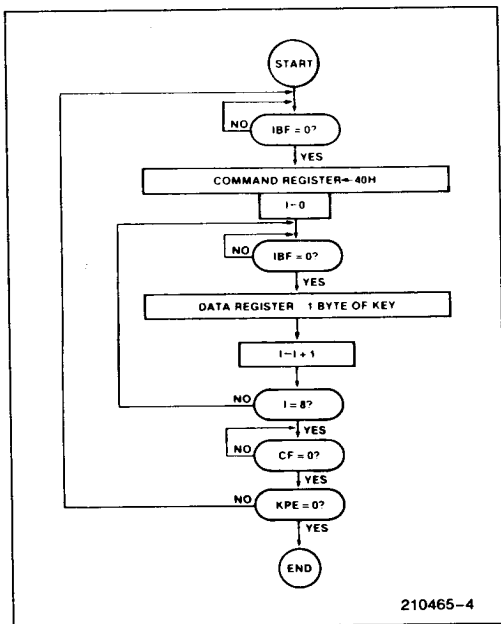 START
NO IBF = 0?
YES
COMMAND REGISTER←40H
I←0
NO IBF = 0?
YES
DATA REGISTER 1 BYTE OF KEY
I←I + 1
NO I = 8?
YES
NO CF = 0?
YES
NO KPE = 0?
YES
END
210465-4